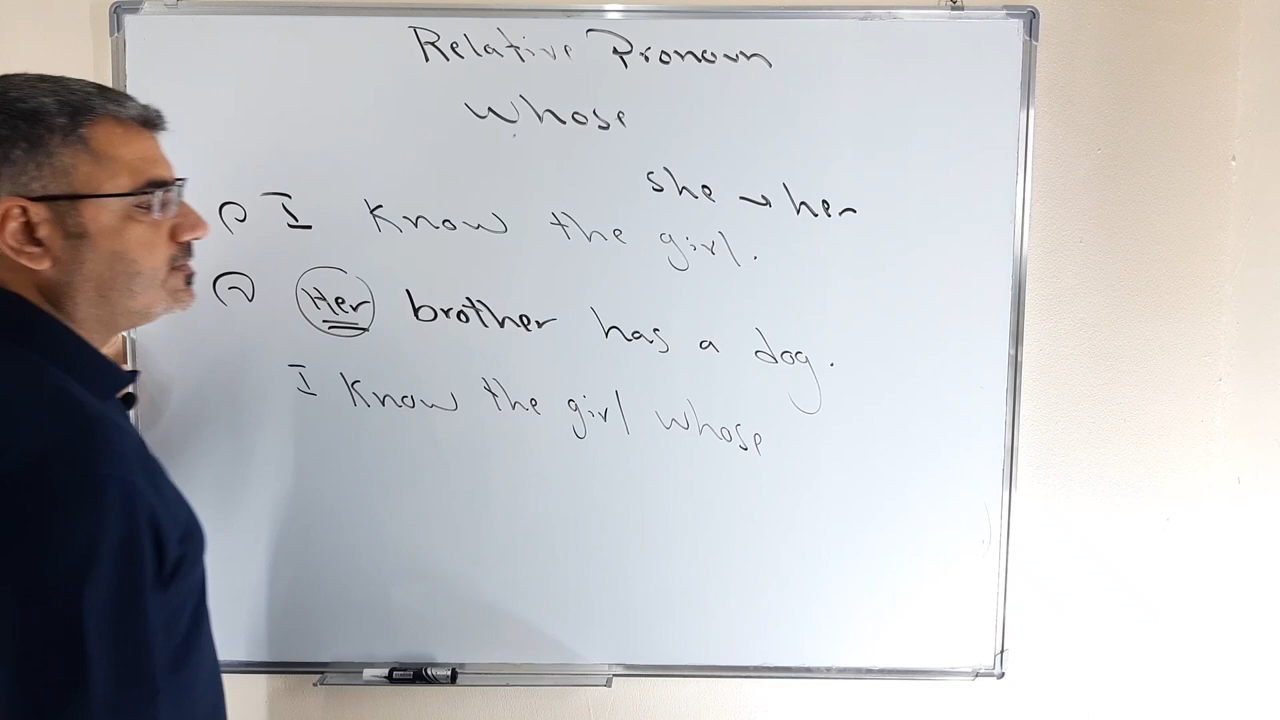 Relative Pronoun
Whose
she → her
I know the girl.
Her brother has a dog.
I know the girl whose